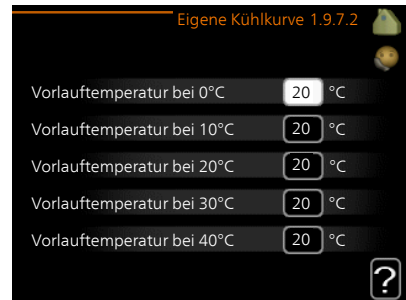 Eigene Kühlkurve 1.9.7.2
Vorlauftemperatur bei 0°C 20 °C
Vorlauftemperatur bei 10°C 20 °C
Vorlauftemperatur bei 20°C 20 °C
Vorlauftemperatur bei 30°C 20 °C
Vorlauftemperatur bei 40°C 20 °C
?